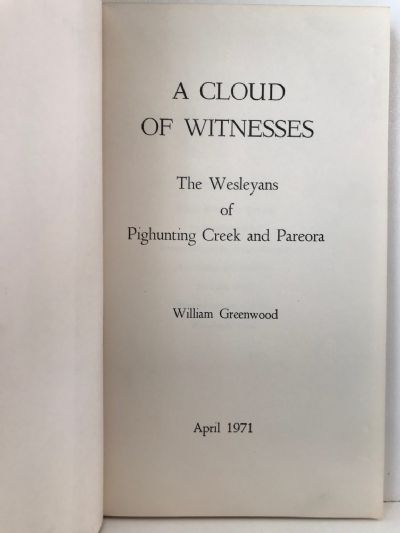 A CLOUD
OF WITNESSES
The Wesleyans
of
Pighunting Creek and Pareora
William Greenwood
April 1971